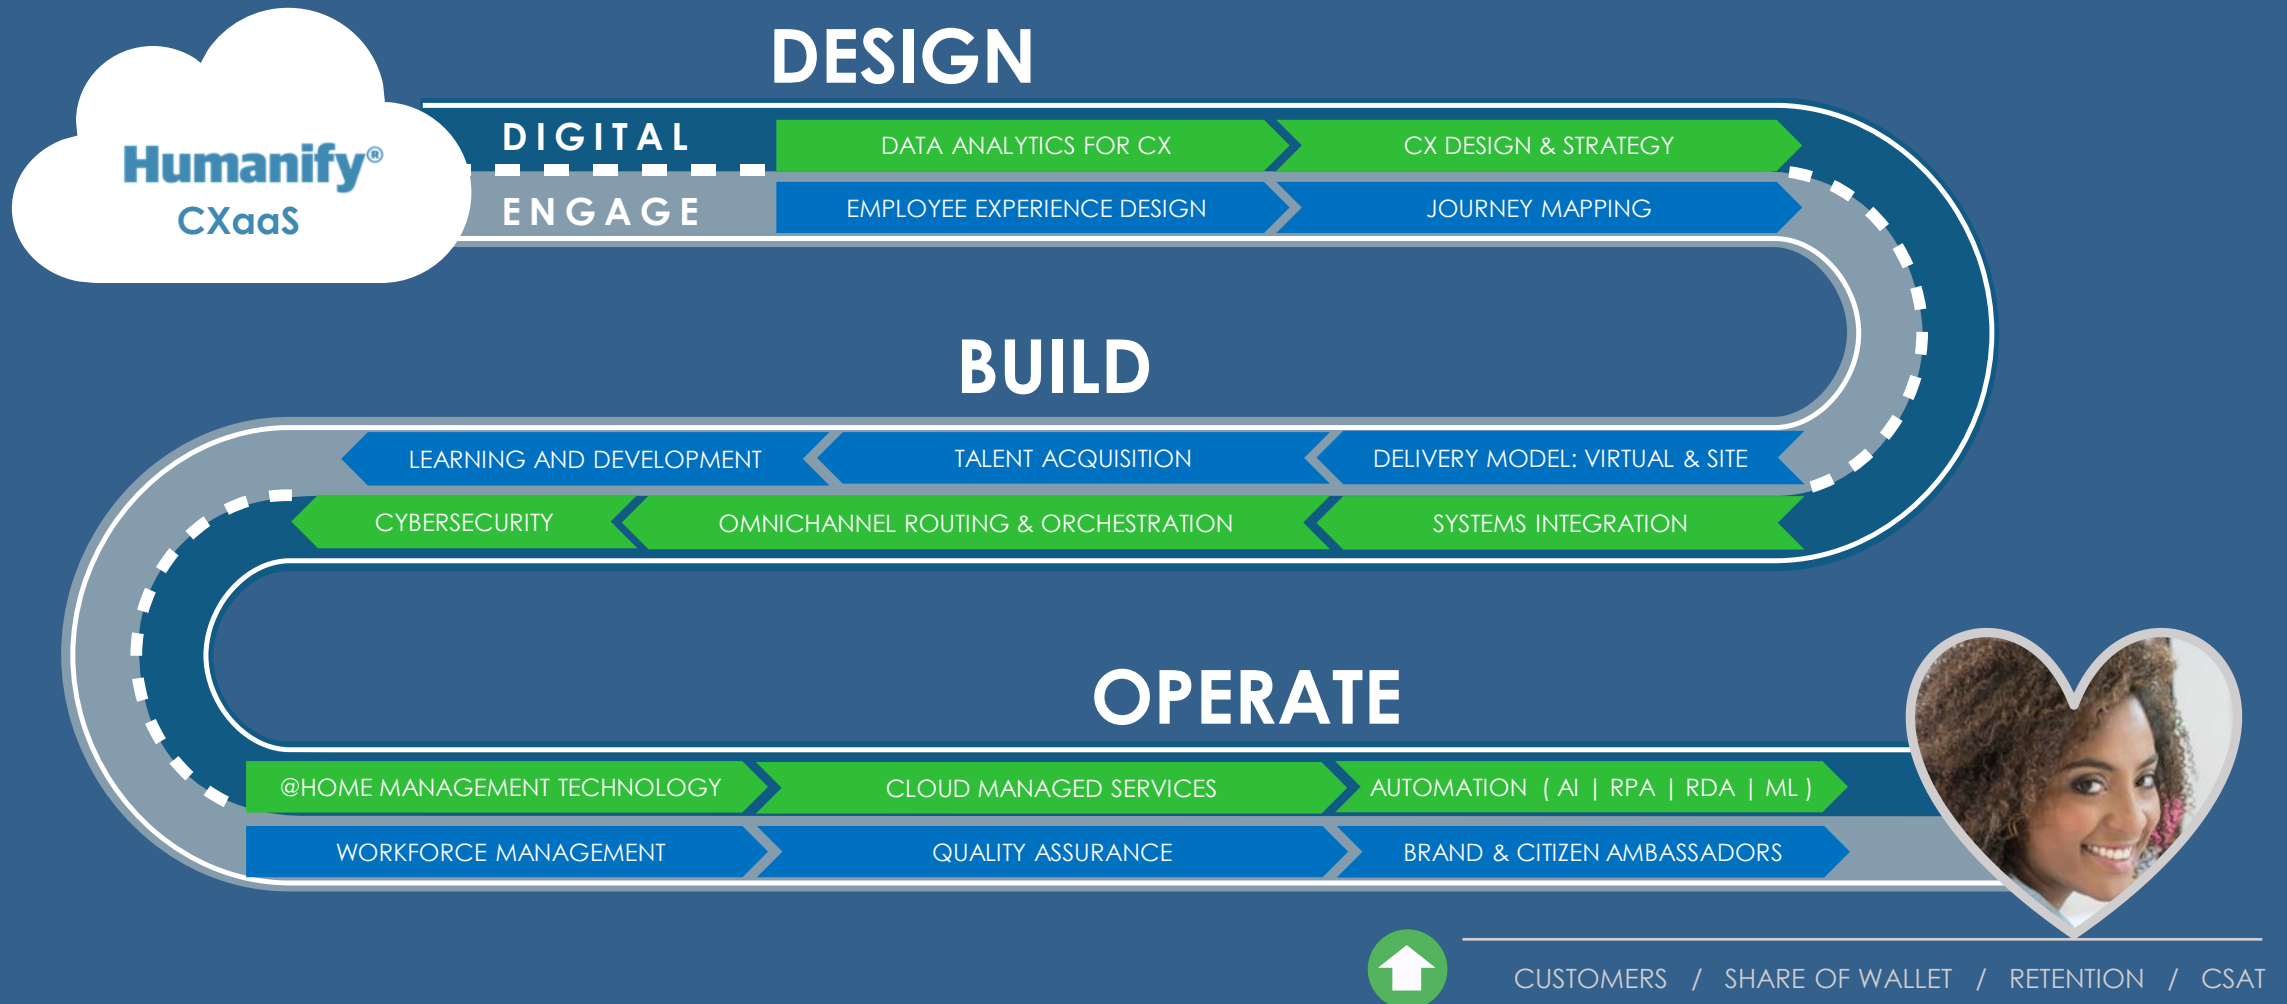 DESIGN
Humanify®
CXaaS
DIGITAL
DATA ANALYTICS FOR CX
CX DESIGN & STRATEGY
ENGAGE
EMPLOYEE EXPERIENCE DESIGN
JOURNEY MAPPING
BUILD
LEARNING AND DEVELOPMENT
TALENT ACQUISITION
DELIVERY MODEL: VIRTUAL & SITE
CYBERSECURITY
OMNICHANNEL ROUTING & ORCHESTRATION
SYSTEMS INTEGRATION
OPERATE
@HOME MANAGEMENT TECHNOLOGY
CLOUD MANAGED SERVICES
AUTOMATION ( AI | RPA | RDA | ML )
WORKFORCE MANAGEMENT
QUALITY ASSURANCE
BRAND & CITIZEN AMBASSADORS
CUSTOMERS / SHARE OF WALLET / RETENTION / CSAT